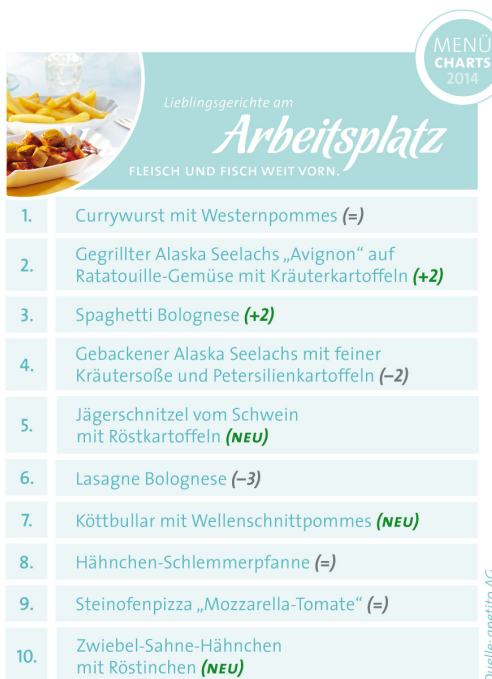 MENÜ
CHARTS
2014
Lieblingsgerichte am
Arbeitsplatz
FLEISCH UND FISCH WEIT VORN.
1. Currywurst mit Westernpommes (=)
2. Gegrillter Alaska Seelachs „Avignon“ auf
Ratatouille-Gemüse mit Kräuterkartoffeln (+2)
3. Spaghetti Bolognese (+2)
4. Gebackener Alaska Seelachs mit feiner
Kräutersoße und Petersilienkartoffeln (–2)
5. Jägerschnitzel vom Schwein
mit Röstkartoffeln (NEU)
6. Lasagne Bolognese (–3)
7. Köttbullar mit Wellenschnittpommes (NEU)
8. Hähnchen-Schlemmerpfanne (=)
9. Steinofenpizza „Mozzarella-Tomate“ (=)
10. Zwiebel-Sahne-Hähnchen
mit Röstinchen (NEU)
Quelle: apetito AG